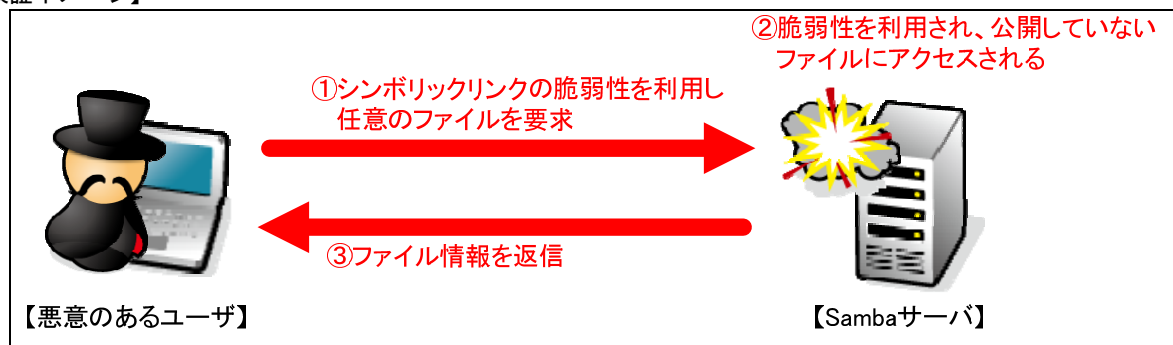 ②脆弱性を利用され、公開していない
ファイルにアクセスされる
①シンボリックリンクの脆弱性を利用し
任意のファイルを要求
③ファイル情報を返信
【悪意のあるユーザ】
【Sambaサーバ】